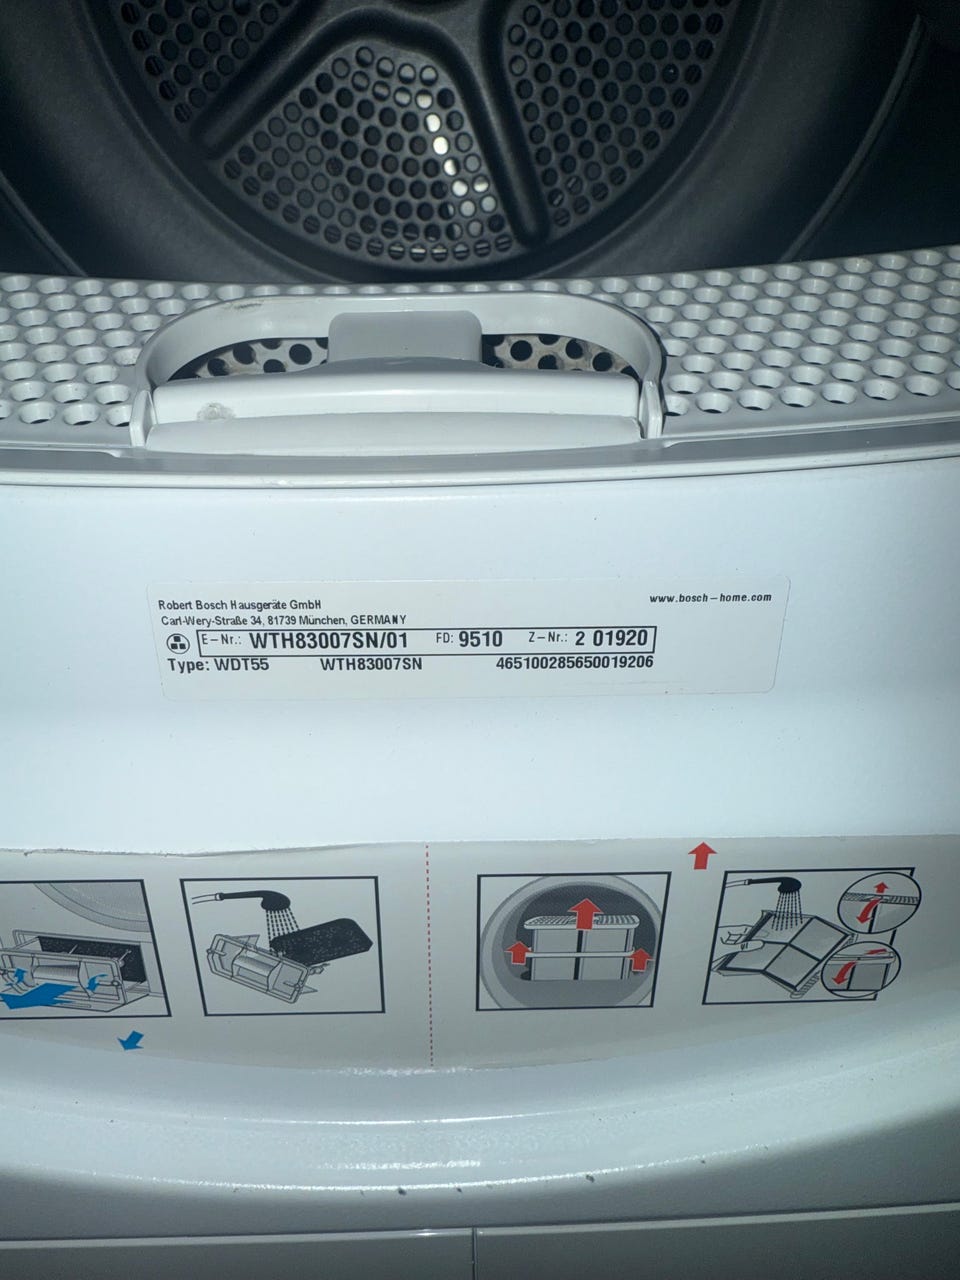 Robert Bosch Hausgeräte GmbH
www.bosch-home.com
Carl-Wery-Straße 34, 81739 München, GERMANY
E-Nr.: WTH83007SN/01 FD: 9510 Z-Nr.: 2 01920
Type: WDT55 WTH83007SN 465100285650019206